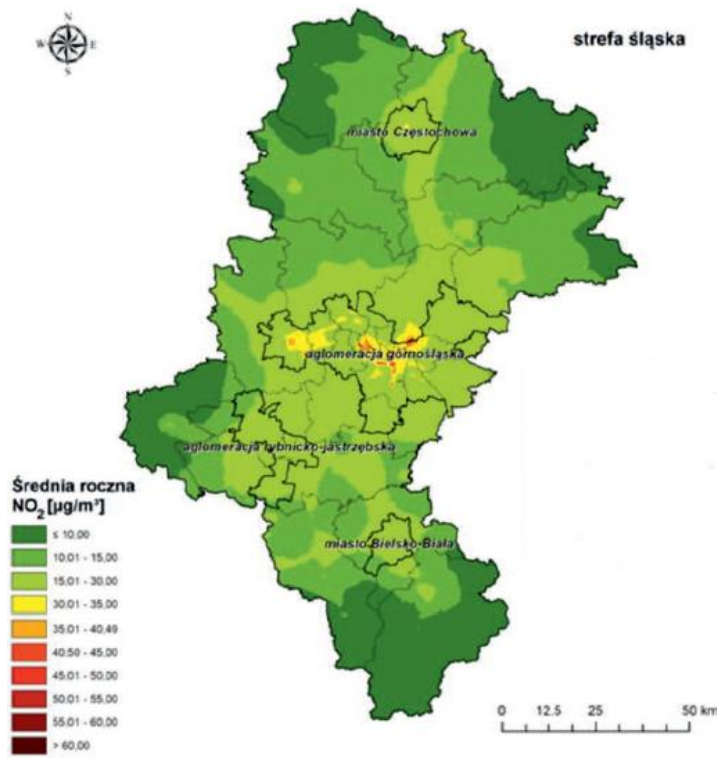 N
W E
S
strefa śląska
miasto Częstochowa
aglomeracja górnośląska
aglomeracja rybnicko-jastrzębska
miasto Bielsko-Biała
Średnia roczna
NO₂ [µg/m³]
≤ 10,00
10.01 - 15,00
15.01 - 30,00
30.01 - 35,00
35.01 - 40,49
40.50 - 45.00
45.01 - 50,00
50.01 - 55,00
55.01 - 60,00
> 60,00
0 12.5 25 50 km